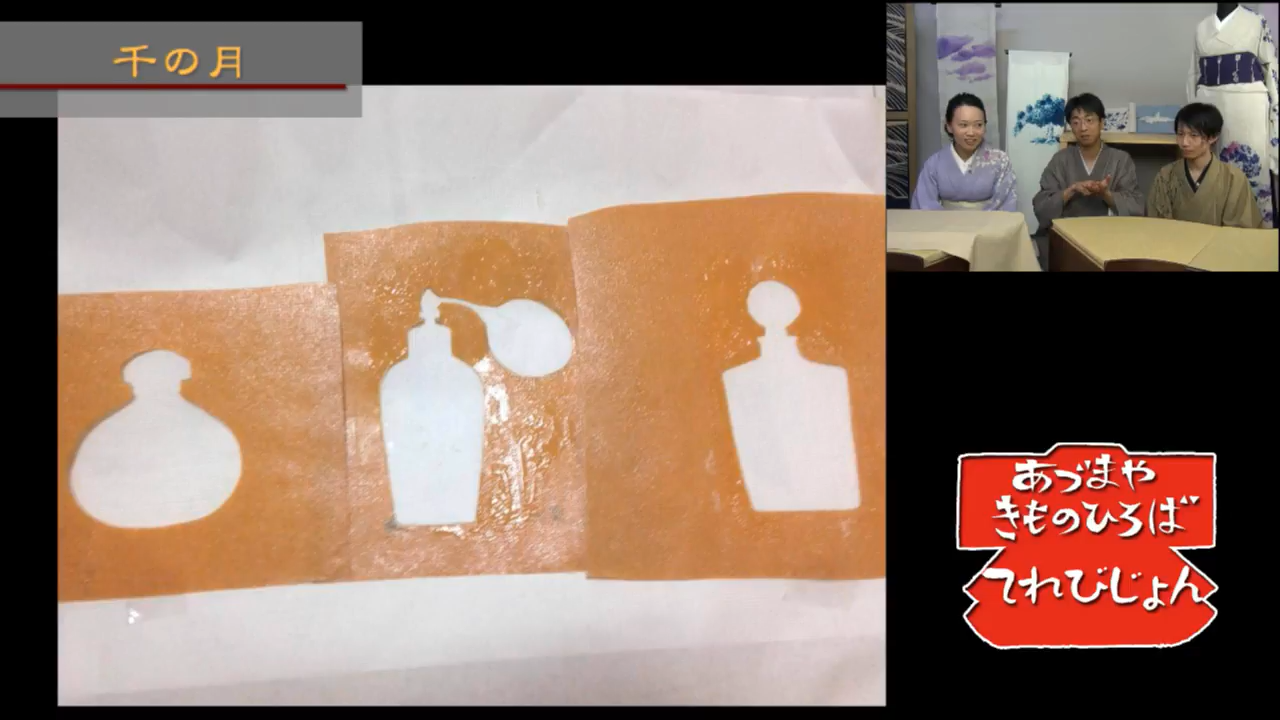 千の月
あづまや
きものひろば
てれびじょん